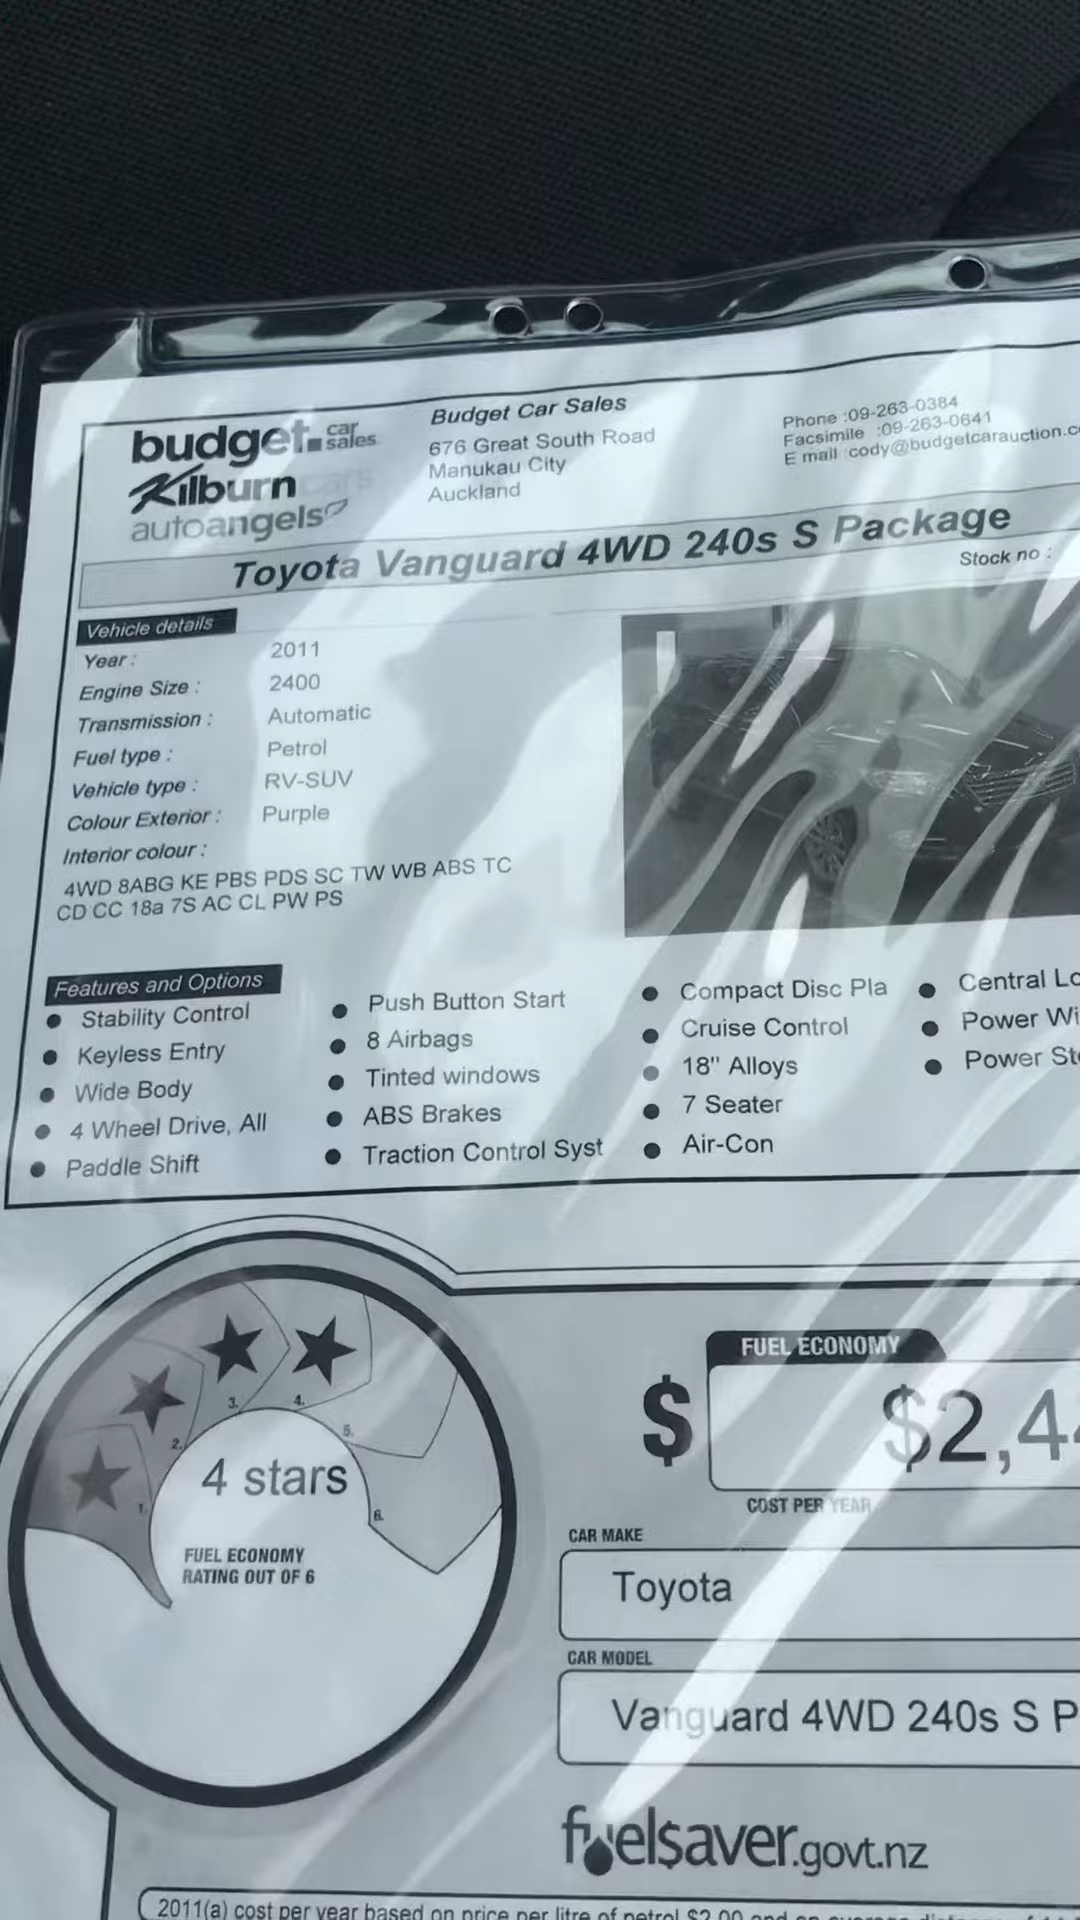 budget car sales
Kilburn cars
autoangels
Budget Car Sales
676 Great South Road
Manukau City
Auckland
Phone :09-263-0384
Facsimile :09-263-0641
E mail :cody@budgetcarauction.c
Toyota Vanguard 4WD 240s S Package
Stock no :
Vehicle details
Year : 2011
Engine Size : 2400
Transmission : Automatic
Fuel type : Petrol
Vehicle type : RV-SUV
Colour Exterior : Purple
Interior colour :
4WD 8ABG KE PBS PDS SC TW WB ABS TC
CD CC 18a 7S AC CL PW PS
Features and Options
Stability Control
Keyless Entry
Wide Body
4 Wheel Drive, All
Paddle Shift
Push Button Start
8 Airbags
Tinted windows
ABS Brakes
Traction Control Syst
Compact Disc Pla
Cruise Control
18" Alloys
7 Seater
Air-Con
Central Lo
Power Wi
Power Ste
1.
2.
3.
4.
5.
6.
4 stars
FUEL ECONOMY
RATING OUT OF 6
FUEL ECONOMY
$ $2,4
COST PER YEAR
CAR MAKE
Toyota
CAR MODEL
Vanguard 4WD 240s S P
fuelsaver.govt.nz
2011(a) cost per year based on price per litre of petrol $2.00 and an average distance of